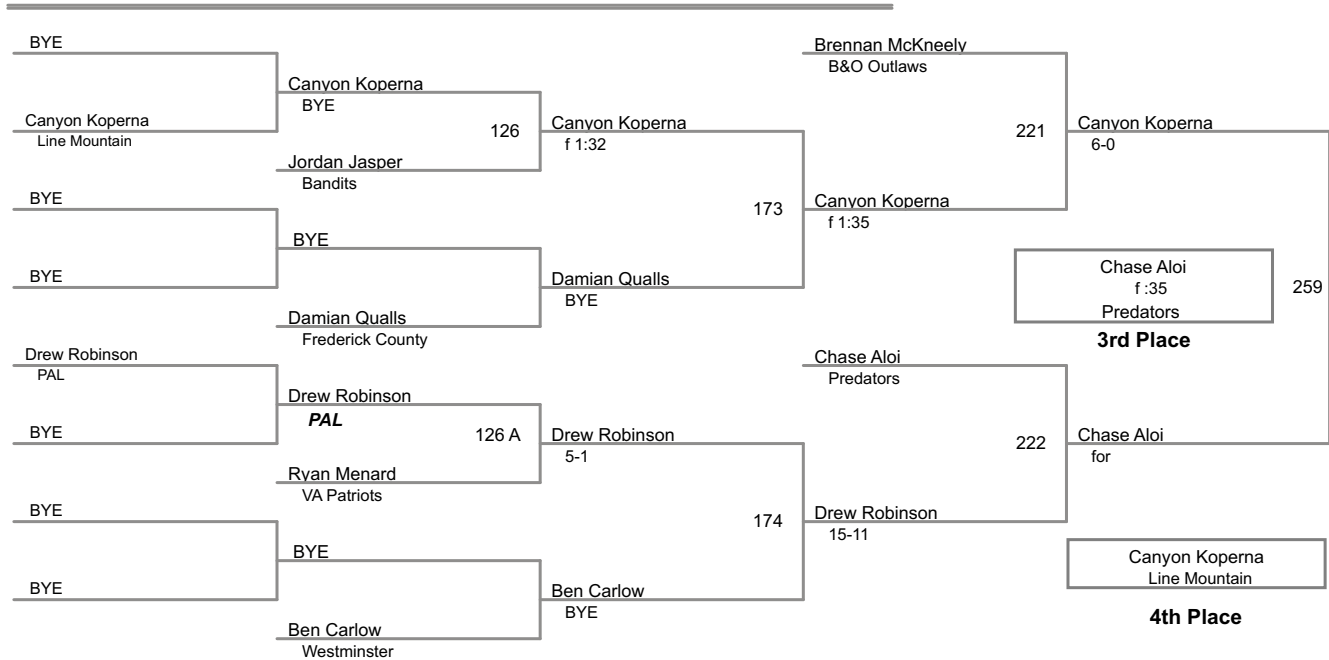 BYE
Canyon Koperna
Line Mountain
BYE
BYE
Drew Robinson
PAL
BYE
BYE
BYE
Canyon Koperna
BYE
126
Jordan Jasper
Bandits
BYE
Damian Qualls
Frederick County
Drew Robinson
PAL
126 A
Ryan Menard
VA Patriots
BYE
Ben Carlow
Westminster
Canyon Koperna
f 1:32
173
Damian Qualls
BYE
Drew Robinson
5-1
174
Ben Carlow
BYE
Brennan McKneely
B&O Outlaws
221
Canyon Koperna
f 1:35
Chase Aloi
Predators
222
Drew Robinson
15-11
Canyon Koperna
6-0
Chase Aloi
f :35
Predators
259
3rd Place
Chase Aloi
for
Canyon Koperna
Line Mountain
4th Place